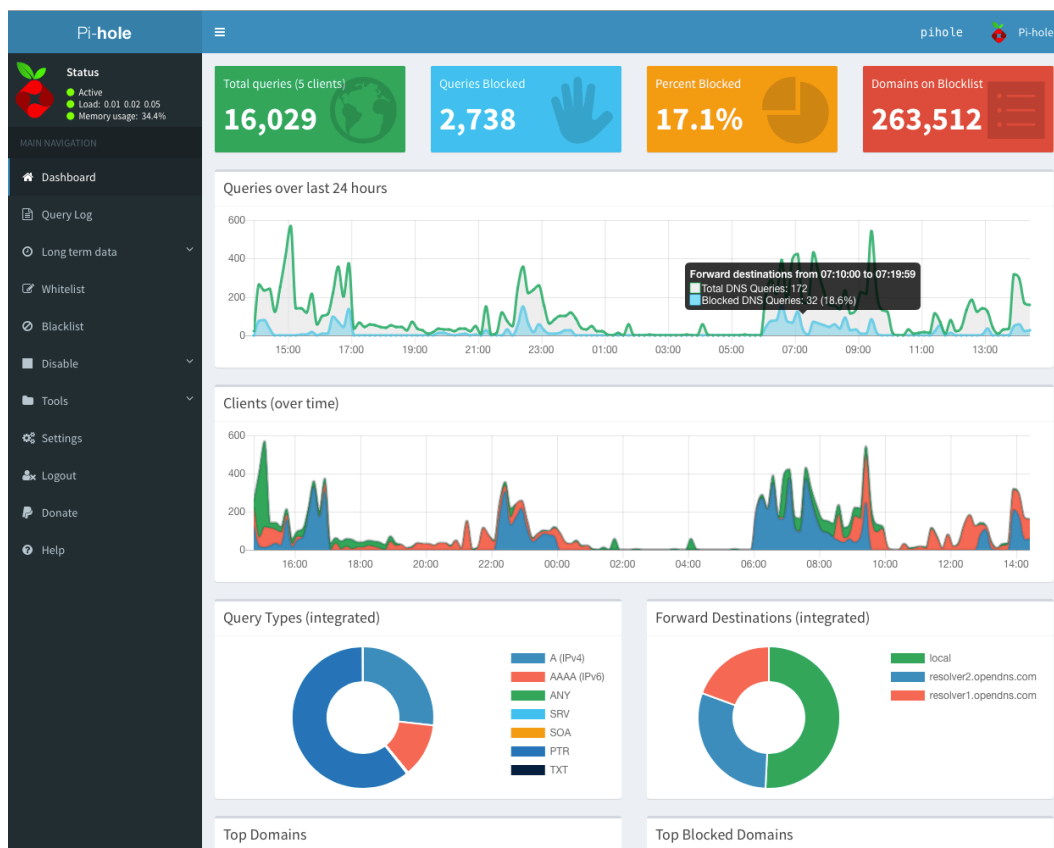 Pi-hole
pihole
Pi-hole
Status
Active
Load: 0.01 0.02 0.05
Memory usage: 34.4%
MAIN NAVIGATION
Dashboard
Query Log
Long term data
Whitelist
Blacklist
Disable
Tools
Settings
Logout
Donate
Help
Total queries (5 clients)
16,029
Queries Blocked
2,738
Percent Blocked
17.1%
Domains on Blocklist
263,512
Queries over last 24 hours
600
400
200
0
Forward destinations from 07:10:00 to 07:19:59
Total DNS Queries: 172
Blocked DNS Queries: 32 (18.6%)
15:00 17:00 19:00 21:00 23:00 01:00 03:00 05:00 07:00 09:00 11:00 13:00
Clients (over time)
600
400
200
0
16:00 18:00 20:00 22:00 00:00 02:00 04:00 06:00 08:00 10:00 12:00 14:00
Query Types (integrated)
A (IPv4)
AAAA (IPv6)
ANY
SRV
SOA
PTR
TXT
Forward Destinations (integrated)
local
resolver2.opendns.com
resolver1.opendns.com
Top Domains
Top Blocked Domains